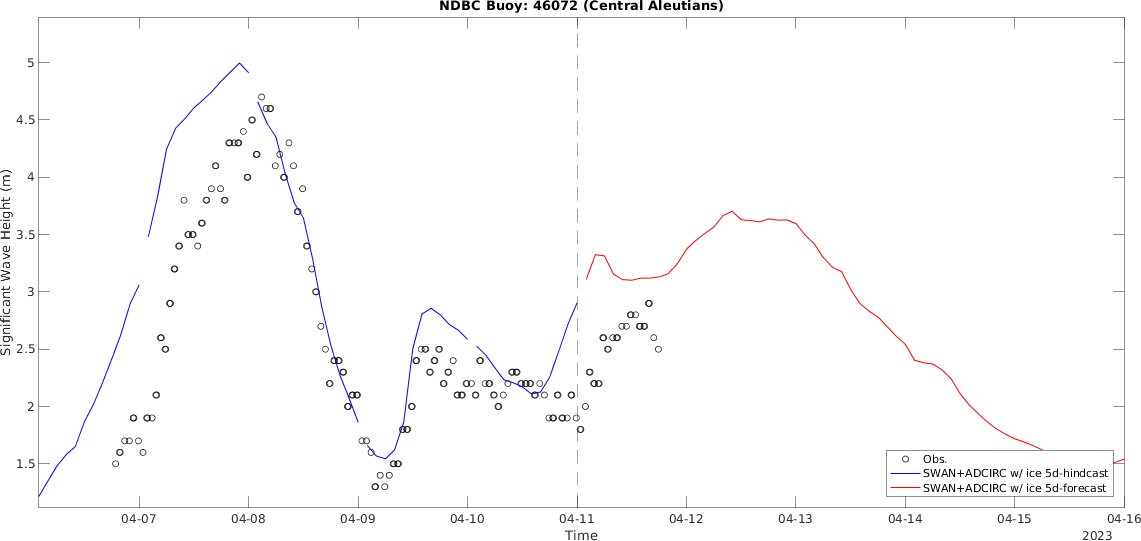 NDBC Buoy: 46072 (Central Aleutians)
Significant Wave Height (m)
5
4.5
4
3.5
3
2.5
2
1.5
Obs.
SWAN+ADCIRC w/ ice 5d-hindcast
SWAN+ADCIRC w/ ice 5d-forecast
04-07 04-08 04-09 04-10 04-11 04-12 04-13 04-14 04-15 04-16
Time
2023